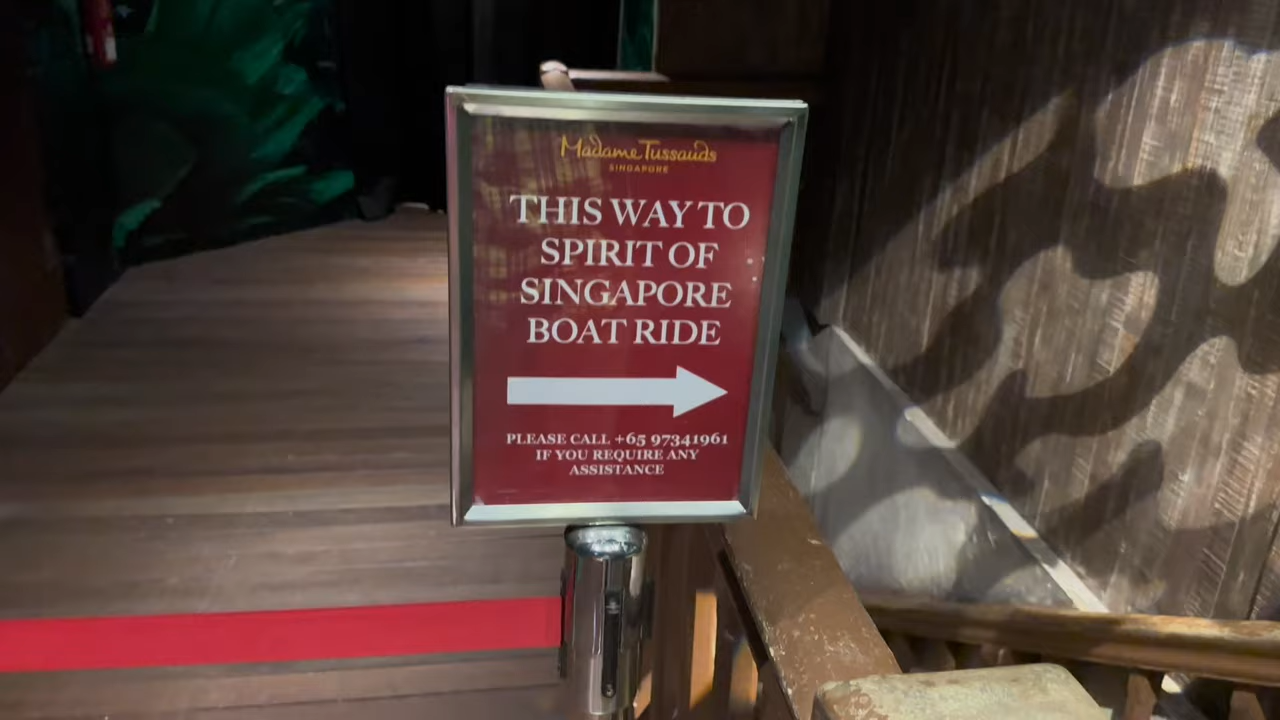 Madame Tussauds
SINGAPORE
THIS WAY TO
SPIRIT OF
SINGAPORE
BOAT RIDE
PLEASE CALL +65 97341961
IF YOU REQUIRE ANY
ASSISTANCE